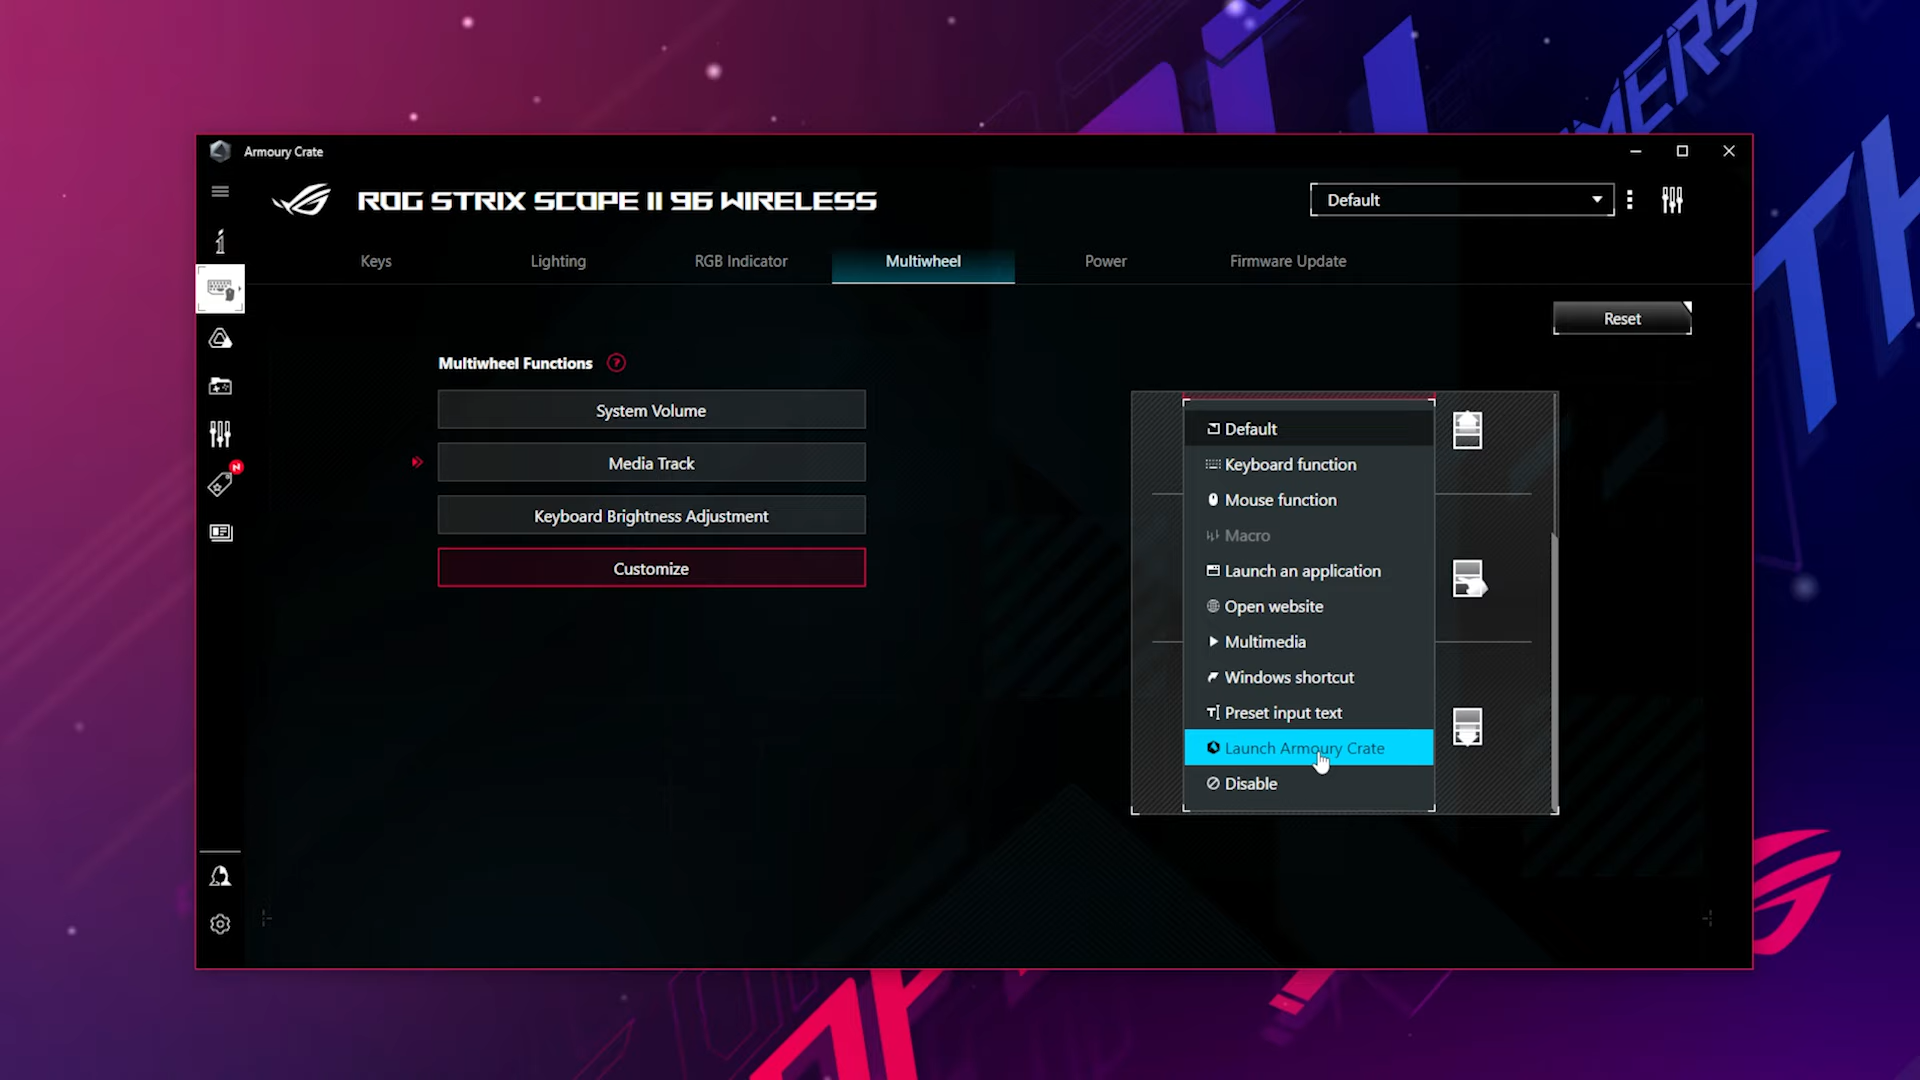 Armoury Crate
ROG STRIX SCOPE II 96 WIRELESS
Default
Keys
Lighting
RGB Indicator
Multiwheel
Power
Firmware Update
Reset
Multiwheel Functions ?
System Volume
Media Track
Keyboard Brightness Adjustment
Customize
Default
Keyboard function
Mouse function
Macro
Launch an application
Open website
Multimedia
Windows shortcut
Preset input text
Launch Armoury Crate
Disable
N